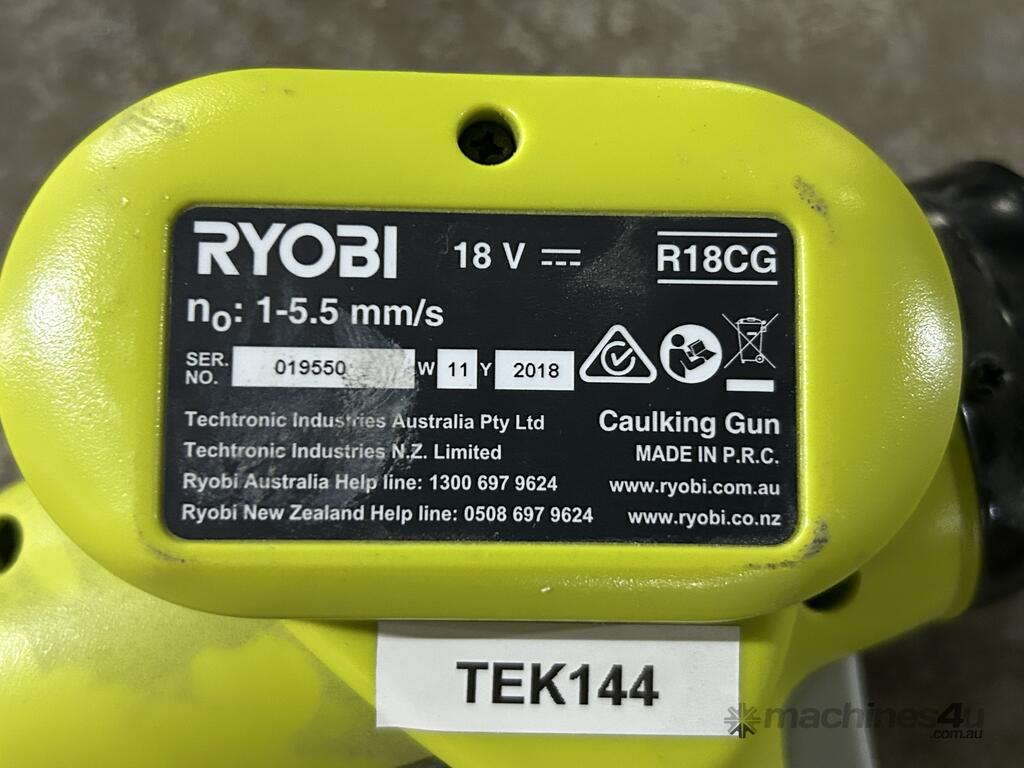 RYOBI 18 V R18CG
n₀: 1-5.5 mm/s
SER. NO. 019550 W 11 Y 2018
Techtronic Industries Australia Pty Ltd Caulking Gun
Techtronic Industries N.Z. Limited MADE IN P.R.C.
Ryobi Australia Help line: 1300 697 9624 www.ryobi.com.au
Ryobi New Zealand Help line: 0508 697 9624 www.ryobi.co.nz
TEK144
machines4u
.com.au